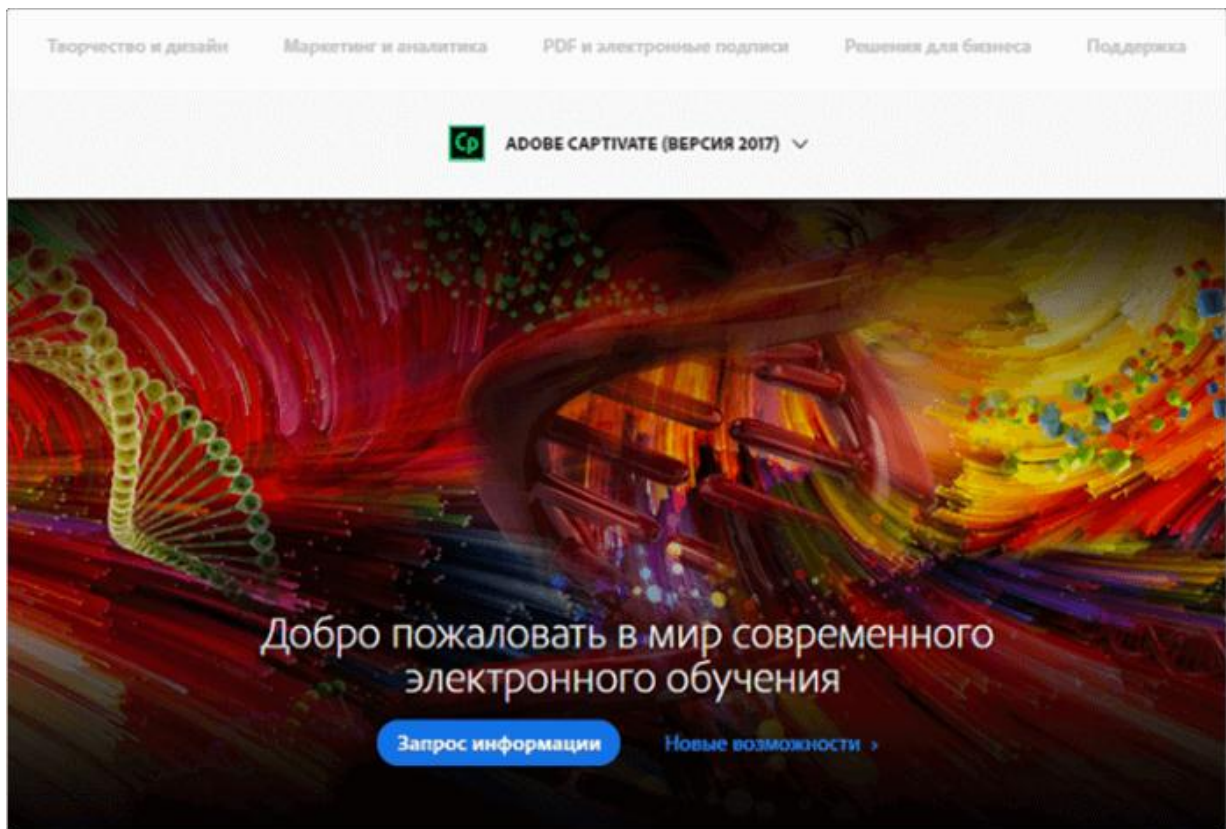 Творчество и дизайн Маркетинг и аналитика PDF и электронные подписи Решения для бизнеса Поддержка
Cp ADOBE CAPTIVATE (ВЕРСИЯ 2017)
Добро пожаловать в мир современного
электронного обучения
Запрос информации Новые возможности ›